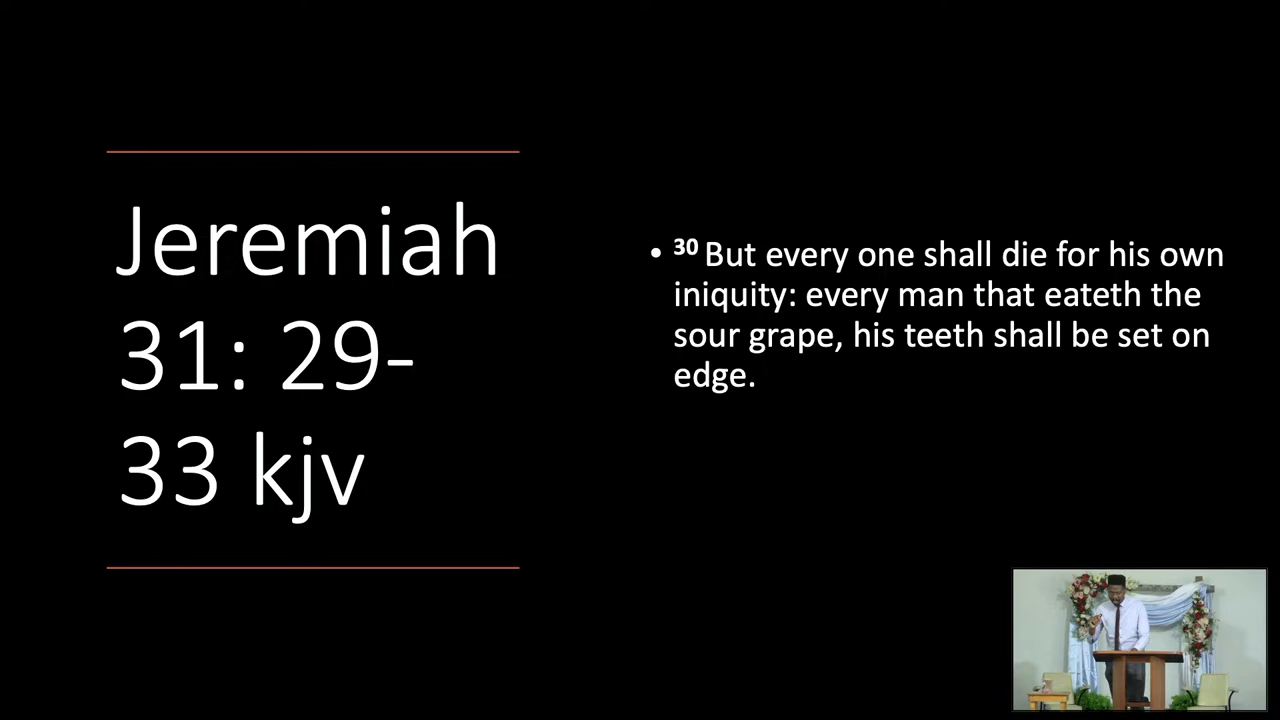 Jeremiah
31: 29-
33 kjv
• 30 But every one shall die for his own
iniquity: every man that eateth the
sour grape, his teeth shall be set on
edge.